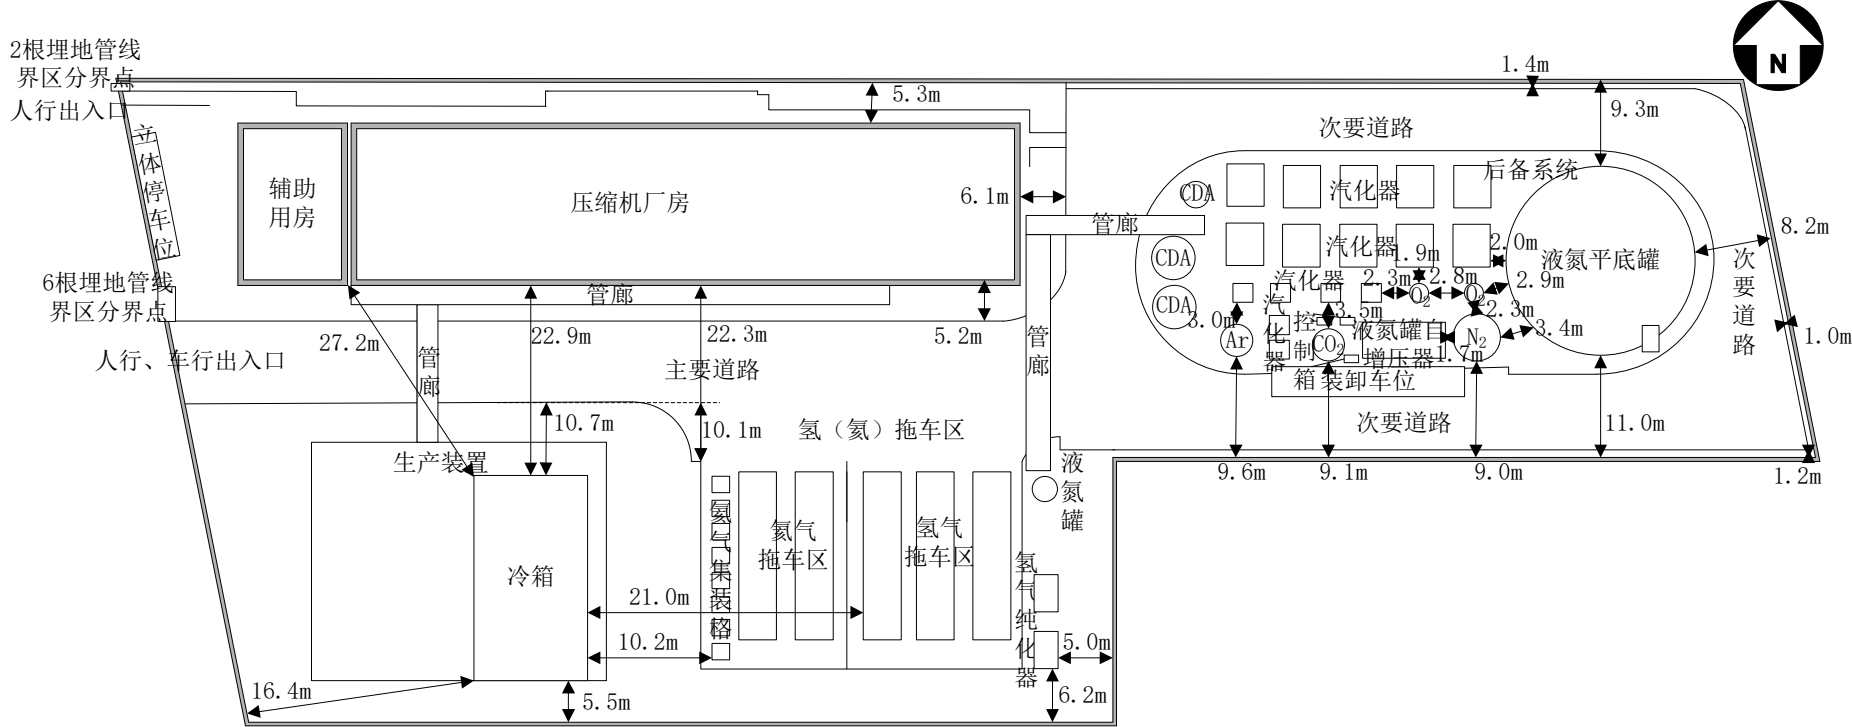 2根埋地管线
界区分界点
人行出入口
立体停车位
6根埋地管线
界区分界点
人行、车行出入口
辅助
用房
压缩机厂房
5.3m
6.1m
管廊
5.2m
22.9m
22.3m
27.2m
管廊
主要道路
管廊
10.7m
10.1m
氢（氦）拖车区
生产装置
冷箱
氦气集装格
氦气
拖车区
氢气
拖车区
21.0m
10.2m
16.4m
5.5m
液氮罐
氢气纯化器
5.0m
6.2m
N
1.4m
9.3m
次要道路
后备系统
CDA
汽化器
管廊
8.2m
CDA
汽化器
1.9m
2.0m
液氮平底罐
次要道路
汽化器
2.3m
2.8m
2.9m
O2
O2
CDA
3.0m
汽化器
控制箱
3.5m
液氮罐自
增压器
2.3m
3.4m
1.7m
Ar
CO2
N2
1.0m
装卸车位
次要道路
11.0m
9.6m
9.1m
9.0m
1.2m